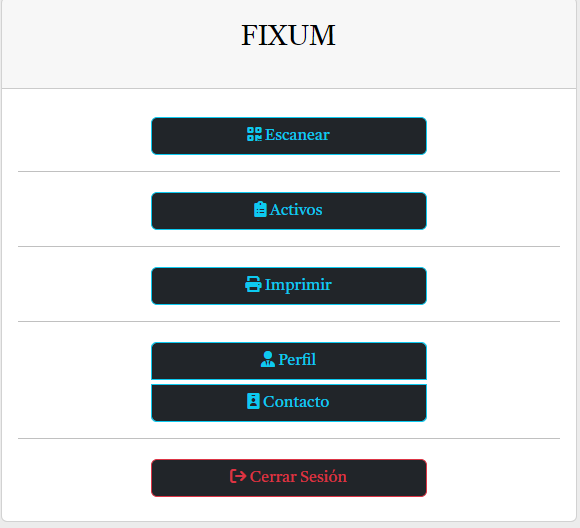 FIXUM
Escanear
Activos
Imprimir
Perfil
Contacto
Cerrar Sesión